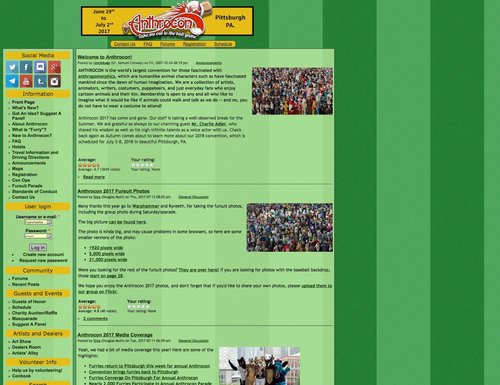 June 29th
to
July 2nd
2017
Anthrocon
Take me out to the ball game!
Pittsburgh
PA.
Contact Us FAQ Forums Registration Schedule
Social Media
Information
Front Page
What's New?
Got An Idea? Suggest A Panel!
About Anthrocon
What is "Furry"?
New to Anthrocon?
FAQ
Hotels
Travel Information and
Driving Directions
Announcements
Maps
Registration
Con Ops
Fursuit Parade
Standards of Conduct
Contact Us
User login
Username or e-mail: *
Password: *
Log in
Create new account
Request new password
Community
Forums
Recent Posts
Guests and Events
Guests of Honor
Schedule
Charity Auction/Raffle
Masquerade
Suggest A Panel
Artists and Dealers
Art Show
Dealers Room
Artists' Alley
Volunteer Info
Help us by volunteering!
Conbook
Search
Welcome to Anthrocon!
Announcements
ANTHROCON is the world's largest convention for those fascinated with
anthropomorphics, which are humanlike animal characters such as have fascinated
mankind since the dawn of human imagination. We are a collection of artists,
animators, writers, costumers, puppeteers, and just everyday fans who enjoy
cartoon animals and their kin. Membership is open to any and all who like to
imagine what it would be like if animals could walk and talk as we do -- and no, you
do not have to wear a costume to attend!
Anthrocon 2017 has come and gone. Our staff is taking a well-deserved break for the
Summer. We are grateful as always to our charming guest Mr. Charlie Adler, who
shared his wisdom as well as his nigh-infinite talents as a voice actor with us. Check
back again as Autumn comes about to learn more about our 2018 convention, which is
scheduled for July 5-8, 2018 in beautiful Pittsburgh, PA.
Average: Your rating:
Read more
Anthrocon 2017 Fursuit Photos
General Discussion
Many thanks this year go to Warphammer and Kyreeth, for taking the fursuit photos,
including the group photo during Saturday's parade.
The big picture can be found here.
The photo is kinda big, and may cause problems in some browsers, so here are some
smaller versions of the photo:
1920 pixels wide
5,000 pixels wide
21,000 pixels wide
Were you looking for the rest of the fursuit photos? They are over here! If you are looking for photos with the baseball backdrop,
those start on page 28.
We hope you enjoy the Anthrocon 2017 photos, and don't forget that if you'd like to share your own photos, please upload them to
our group on Flickr.
Average: Your rating:
2 comments
Anthrocon 2017 Media Coverage
General Discussion
Yeah, we had a bit of media coverage this year! Here are some of the
highlights:
Furries return to Pittsburgh this week for annual Anthrocon
Convention brings furries back to Pittsburgh
Furries Converge On Pittsburgh For Annual Anthrocon